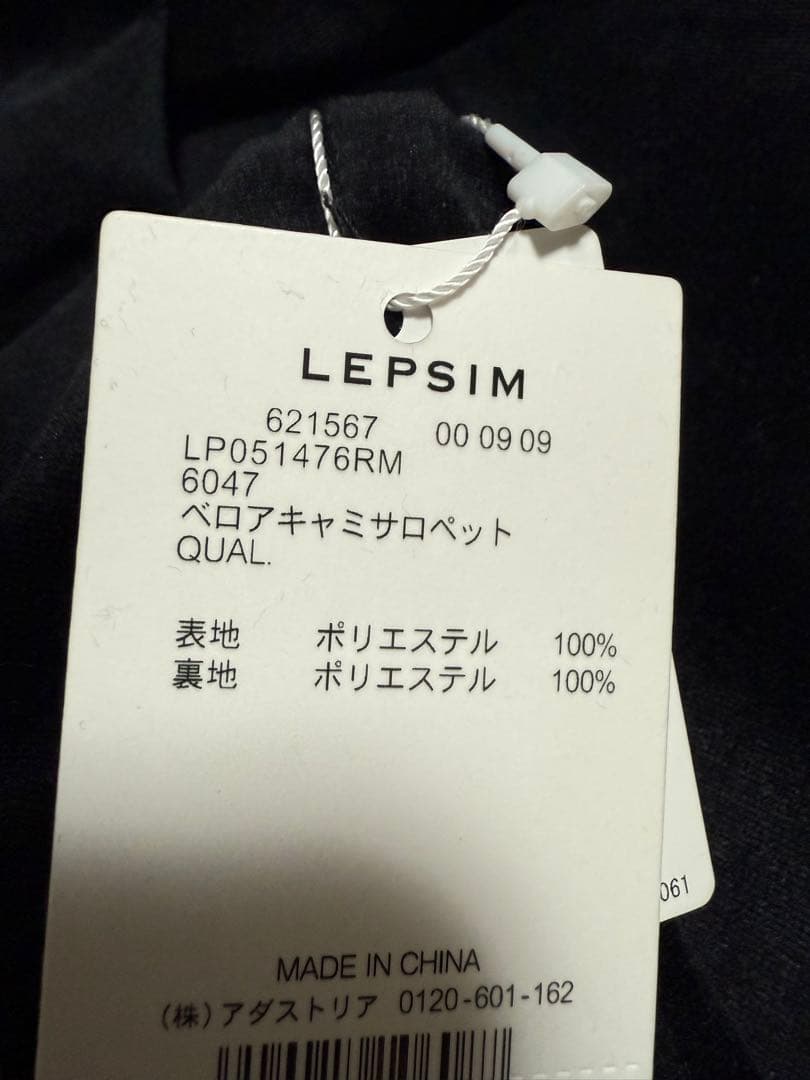 LEPSIM
621567 00 09 09
LP051476RM
6047
ベロアキャミサロペット
QUAL.
表地 ポリエステル 100%
裏地 ポリエステル 100%
061
MADE IN CHINA
(株)アダストリア 0120-601-162